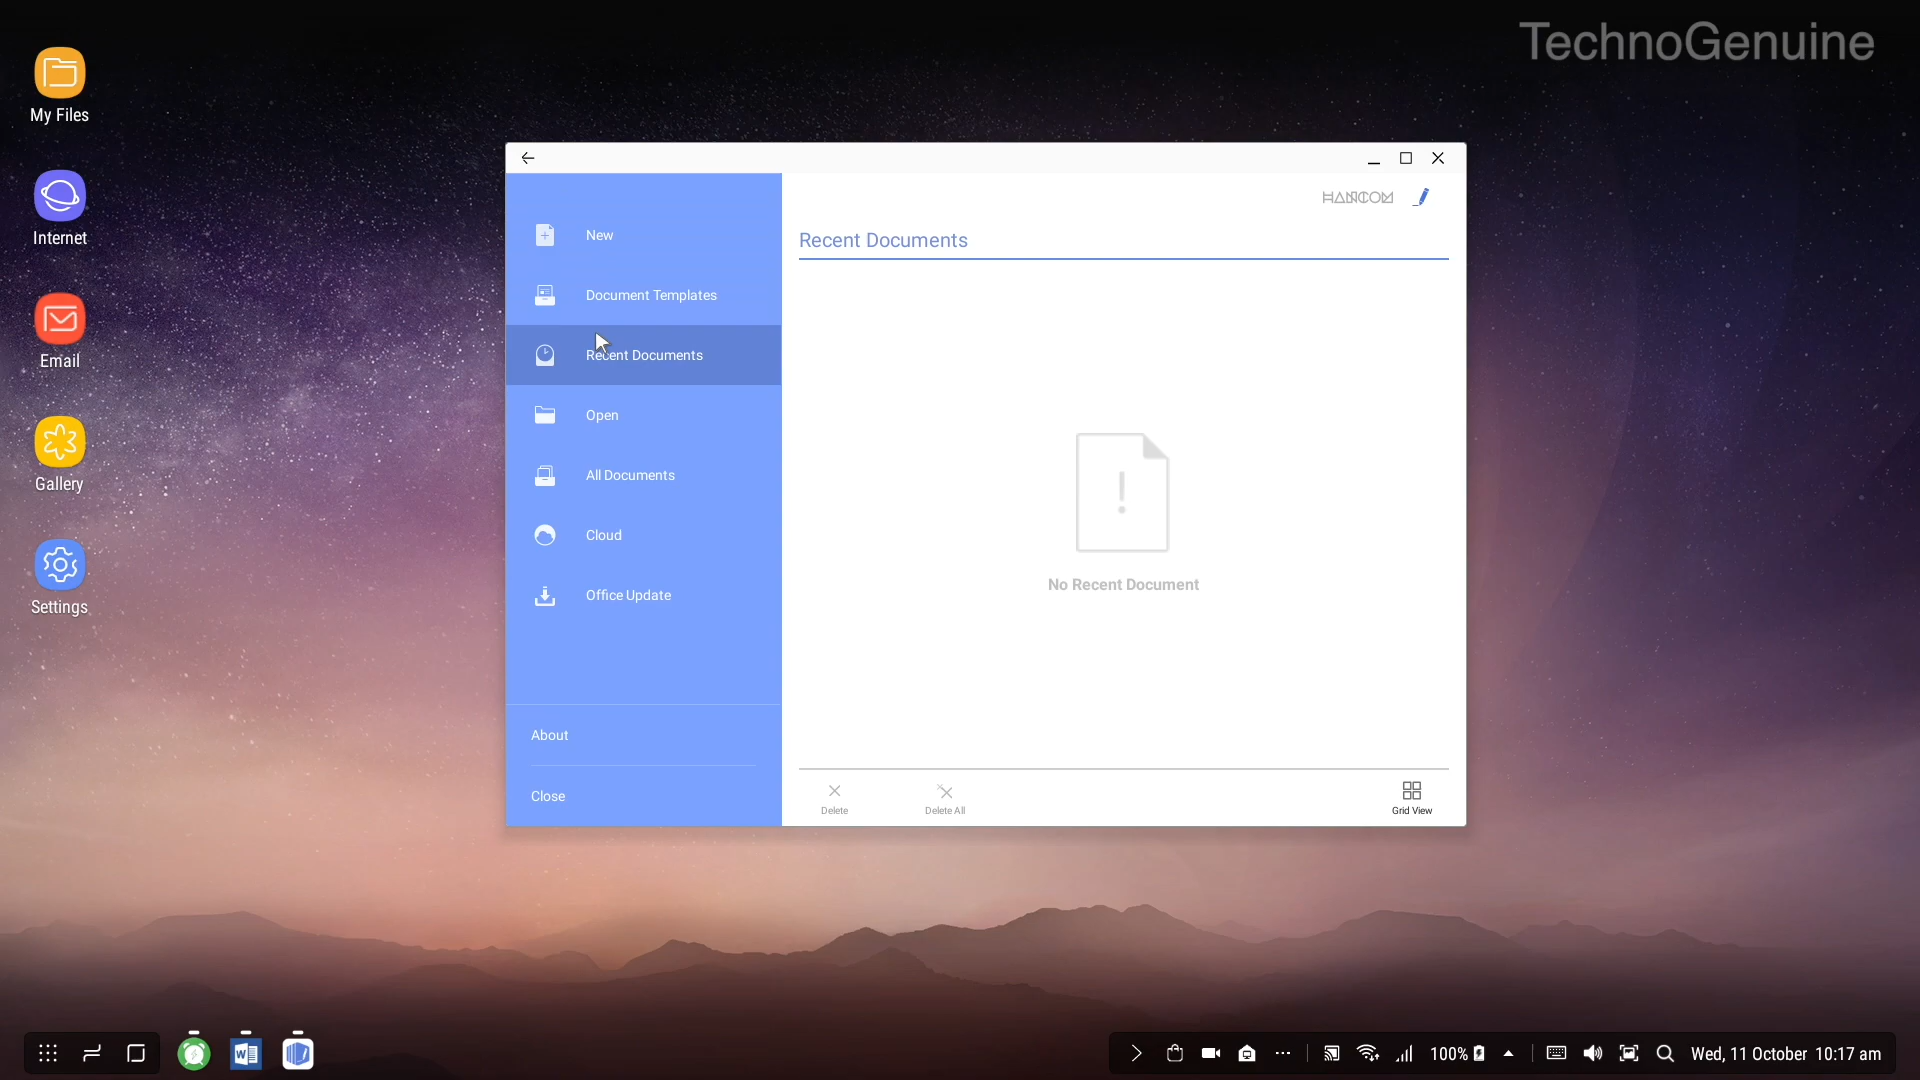 TechnoGenuine
My Files
Internet
Email
Gallery
Settings
HANCOM
New
Document Templates
Recent Documents
Open
All Documents
Cloud
Office Update
About
Close
Recent Documents
!
No Recent Document
Delete
Delete All
Grid View
W
100%
Wed, 11 October 10:17 am